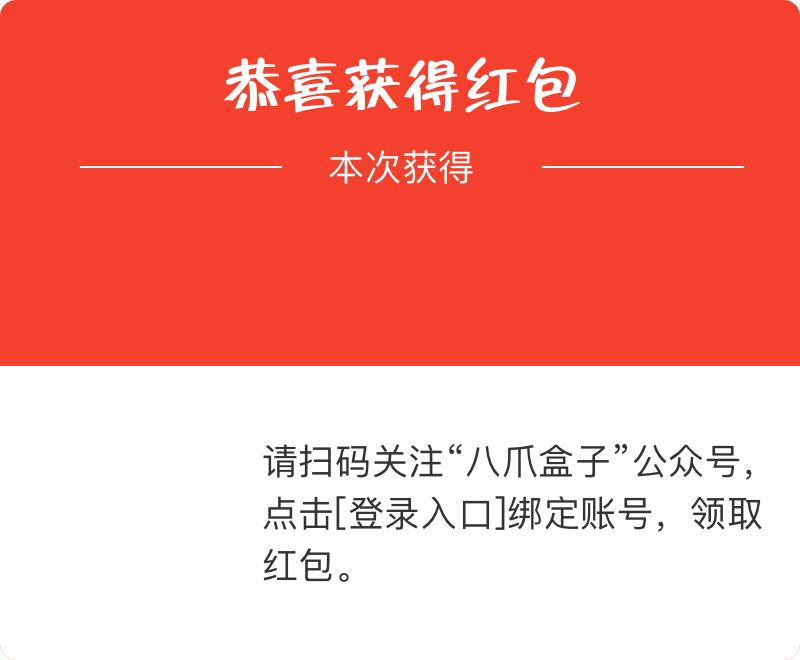 恭喜获得红包
本次获得
请扫码关注“八爪盒子”公众号，
点击[登录入口]绑定账号，领取
红包。